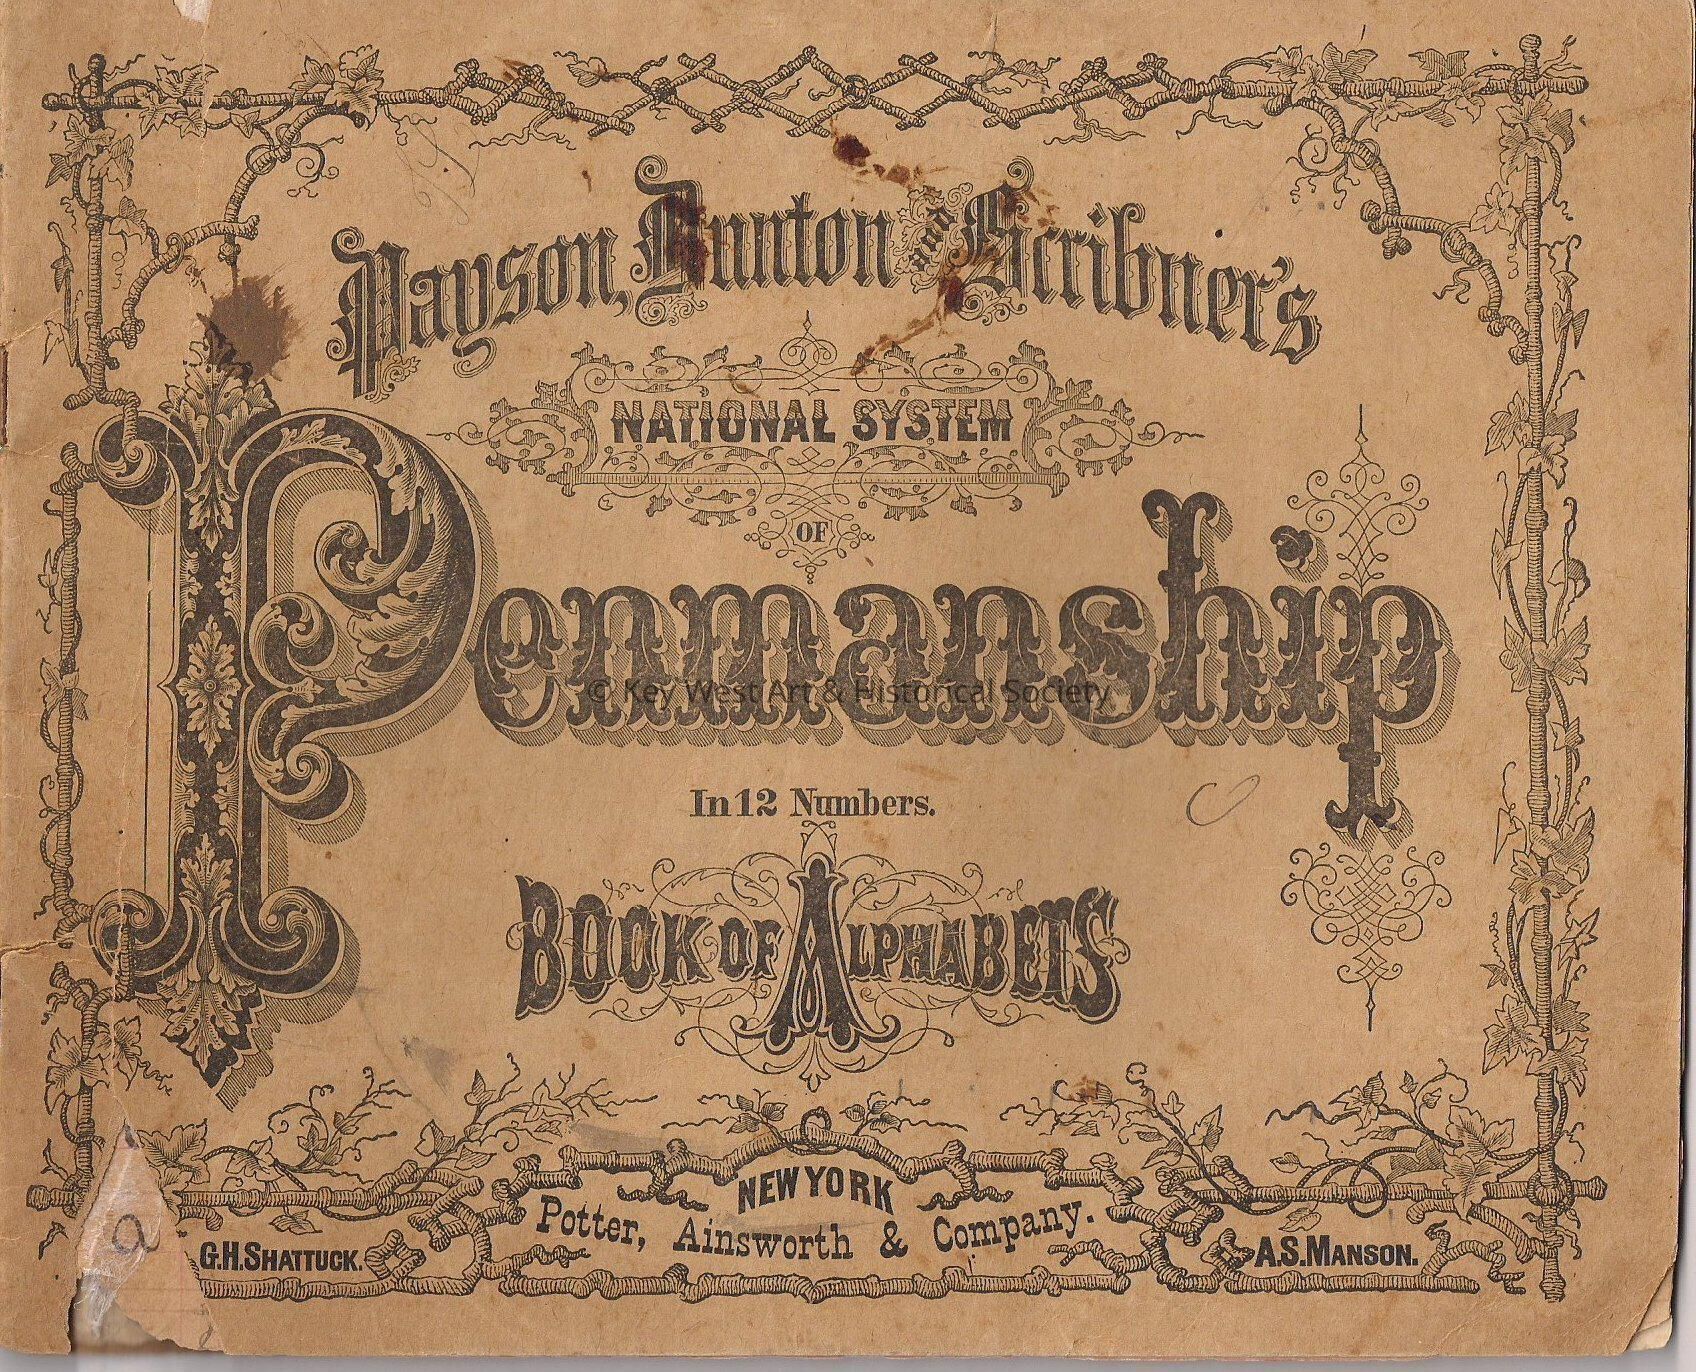 Payson, Dunton and Scribner's
NATIONAL SYSTEM
OF
Penmanship
© Key West Art & Historical Society
In 12 Numbers.
BOOK OF ALPHABETS
NEW YORK
Potter, Ainsworth & Company.
G.H. SHATTUCK.
A.S. MANSON.